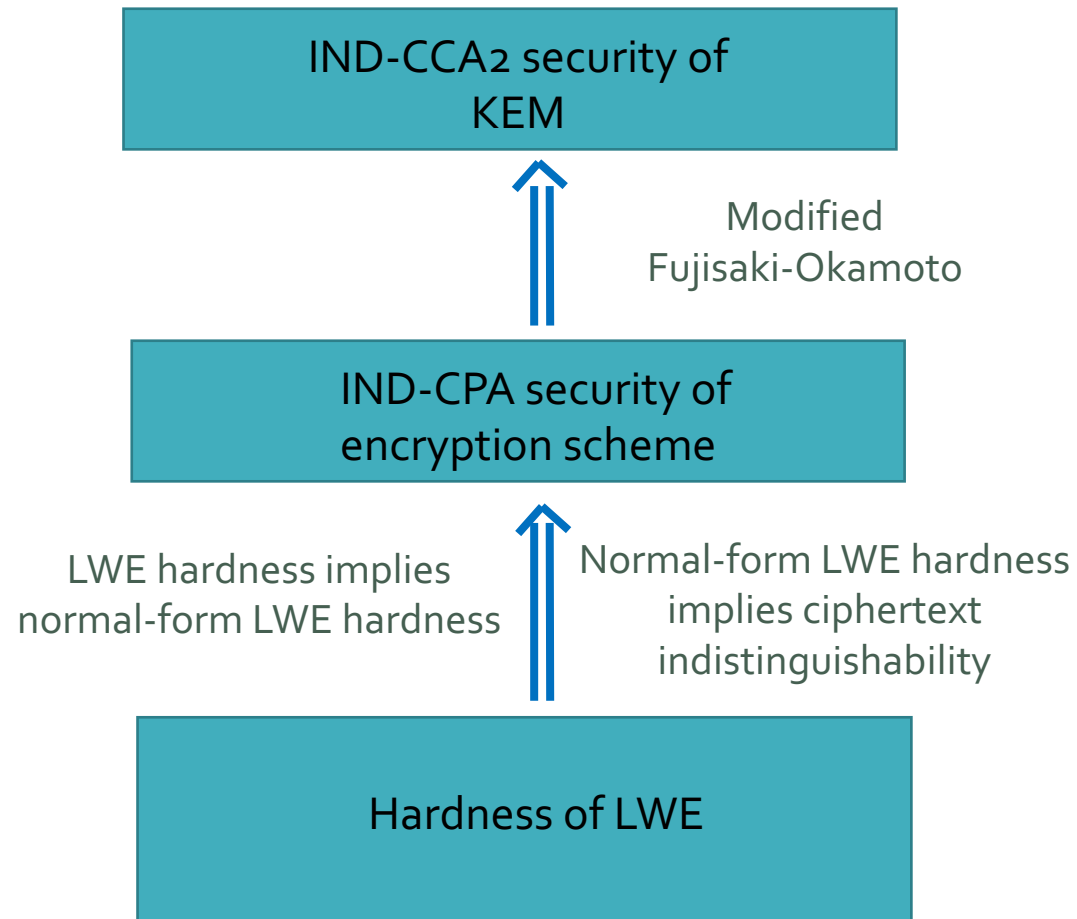 IND-CCA2 security of
KEM
Modified
Fujisaki-Okamoto
IND-CPA security of
encryption scheme
LWE hardness implies
normal-form LWE hardness
Normal-form LWE hardness
implies ciphertext
indistinguishability
Hardness of LWE